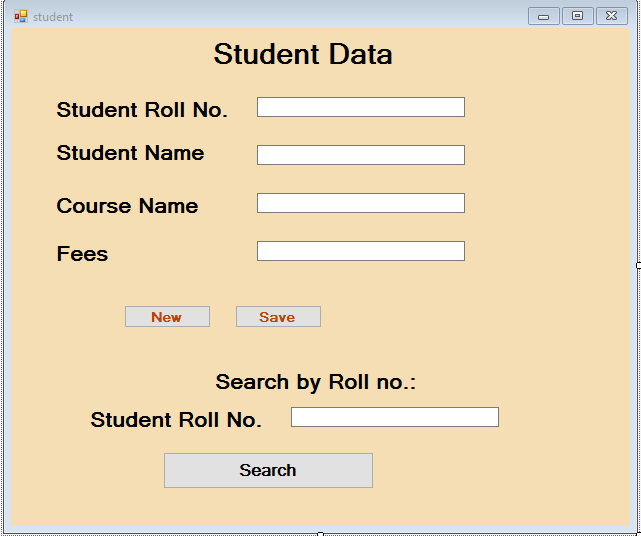 student
Student Data
Student Roll No.
Student Name
Course Name
Fees
New Save
Search by Roll no.:
Student Roll No.
Search